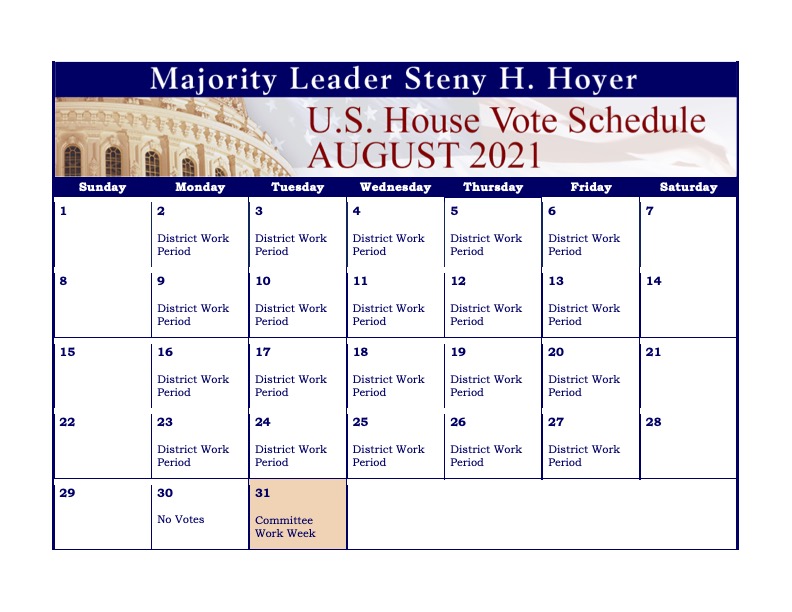 Majority Leader Steny H. Hoyer
U.S. House Vote Schedule
AUGUST 2021
Sunday Monday Tuesday Wednesday Thursday Friday Saturday
1 2 3 4 5 6 7
District Work District Work District Work District Work District Work
Period Period Period Period Period
8 9 10 11 12 13 14
District Work District Work District Work District Work District Work
Period Period Period Period Period
15 16 17 18 19 20 21
District Work District Work District Work District Work District Work
Period Period Period Period Period
22 23 24 25 26 27 28
District Work District Work District Work District Work District Work
Period Period Period Period Period
29 30 31
No Votes Committee
Work Week